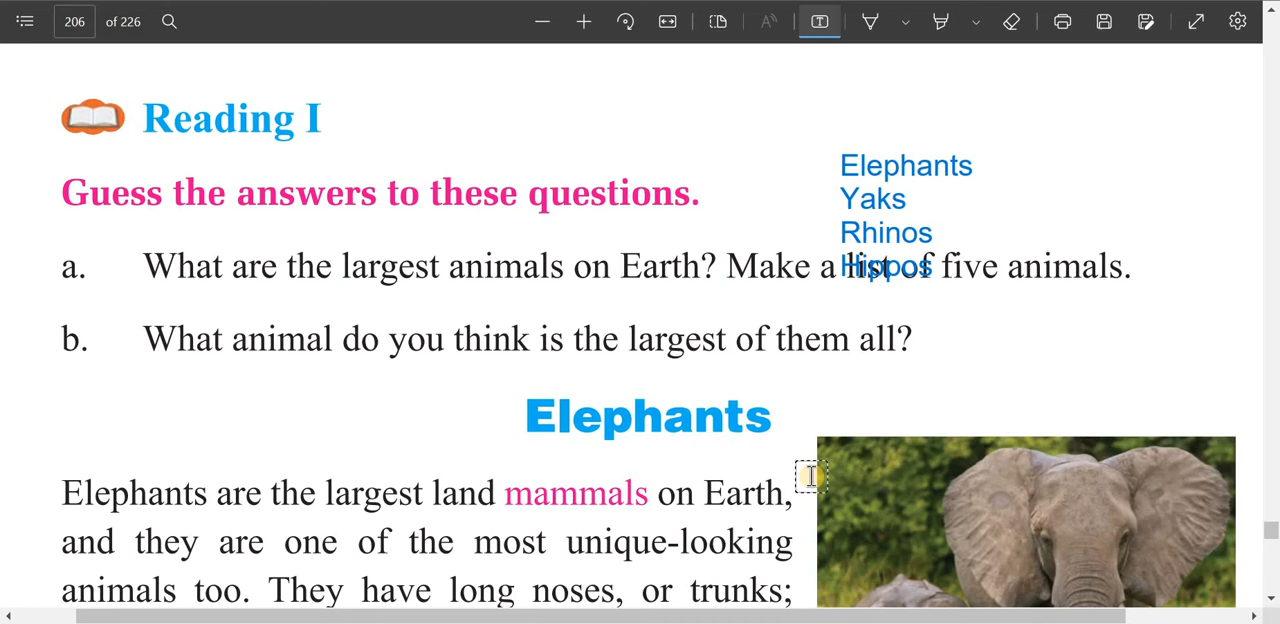 206 of 226
Reading I
Elephants
Yaks
Rhinos
Hippos
Guess the answers to these questions.
a. What are the largest animals on Earth? Make a list of five animals.
b. What animal do you think is the largest of them all?
Elephants
Elephants are the largest land mammals on Earth,
and they are one of the most unique-looking
animals too. They have long noses, or trunks;